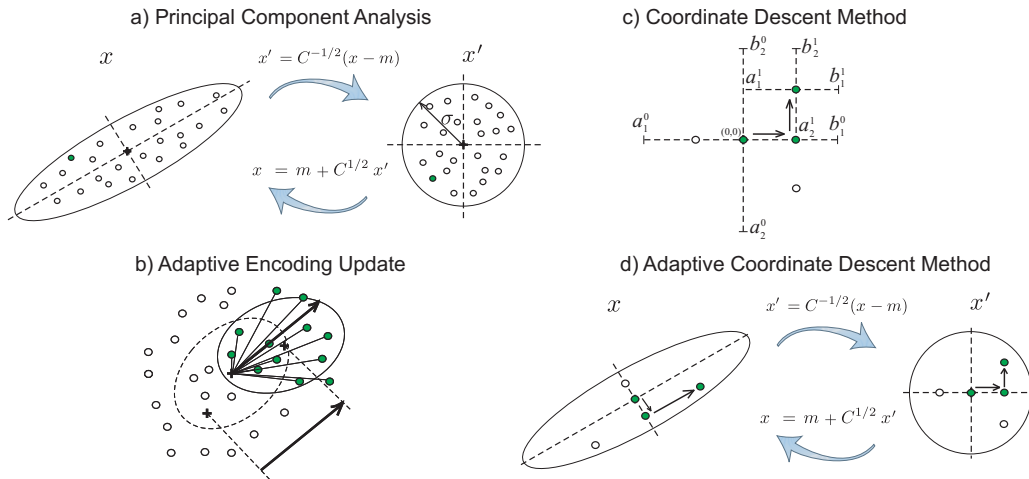 a) Principal Component Analysis
x
x′ = C^{-1/2}(x − m)
x′
σ
x = m + C^{1/2} x′
b) Adaptive Encoding Update
c) Coordinate Descent Method
b_2^0 b_2^1
a_1^1 b_1^1
a_1^0 (0,0) a_2^1 b_1^0
a_2^0
d) Adaptive Coordinate Descent Method
x
x′ = C^{-1/2}(x − m)
x′
x = m + C^{1/2} x′